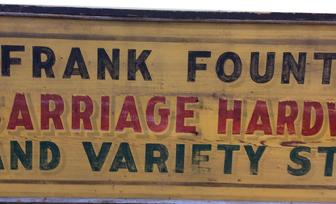 FRANK FOUNT
ARRIAGE HARDW
AND VARIETY ST